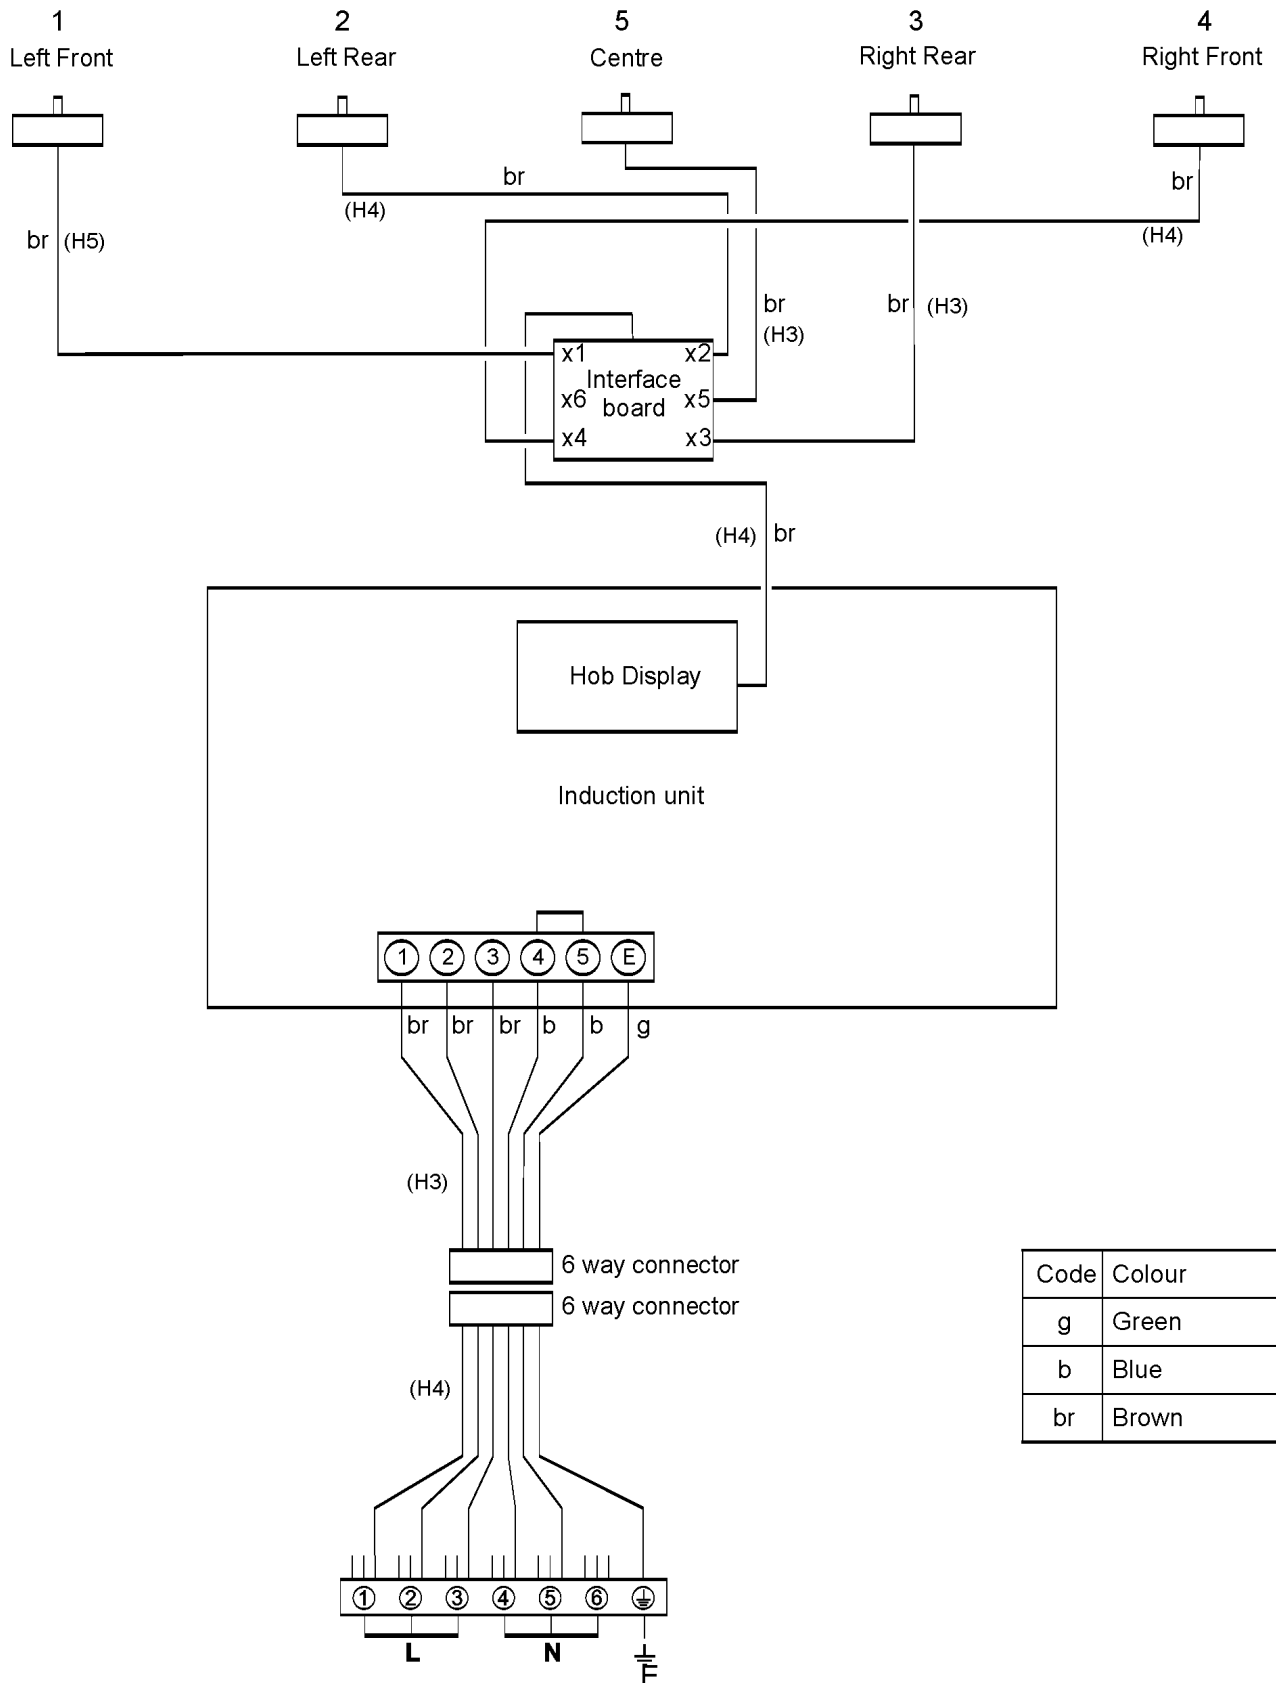 1 2 5 3 4
Left Front Left Rear Centre Right Rear Right Front
br
br
(H4)
br (H5)
(H4)
br
(H3)
br (H3)
x1 x2
Interface
x6 board x5
x4 x3
(H4) br
Hob Display
Induction unit
1 2 3 4 5 E
br br br b b g
(H3)
6 way connector
6 way connector
(H4)
Code Colour
g Green
b Blue
br Brown
1 2 3 4 5 6
L N